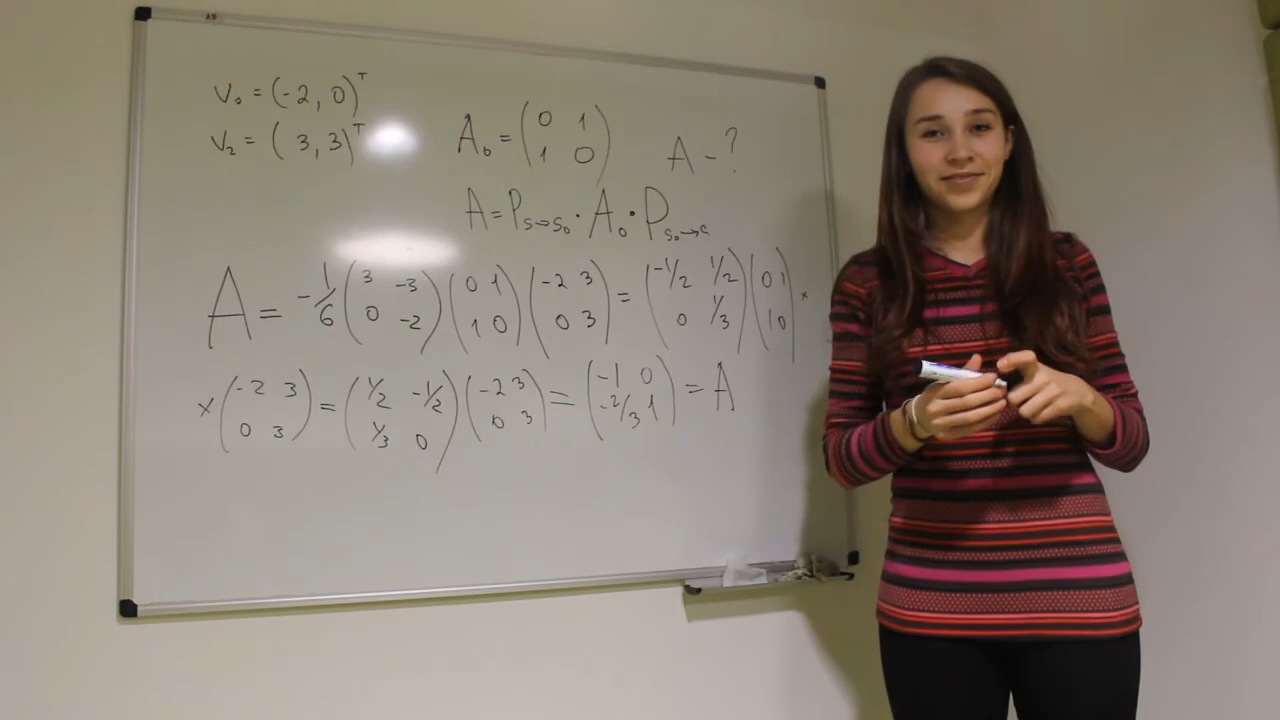 V₀ = (-2, 0)ᵀ
V₂ = (3, 3)ᵀ
A₀ = (0 1
1 0)
A - ?
A = P_{S→S₀} · A₀ · P_{S₀→S}
A = -1/6 (3 -3 (0 1 (-2 3 = (-1/2 1/2 (0 1 ×
0 -2) 1 0) 0 3) 0 1/3) 1 0)
× (-2 3 = (1/2 -1/2 (-2 3 = (-1 0 = A
0 3) 1/3 0) 0 3) -2/3 1)